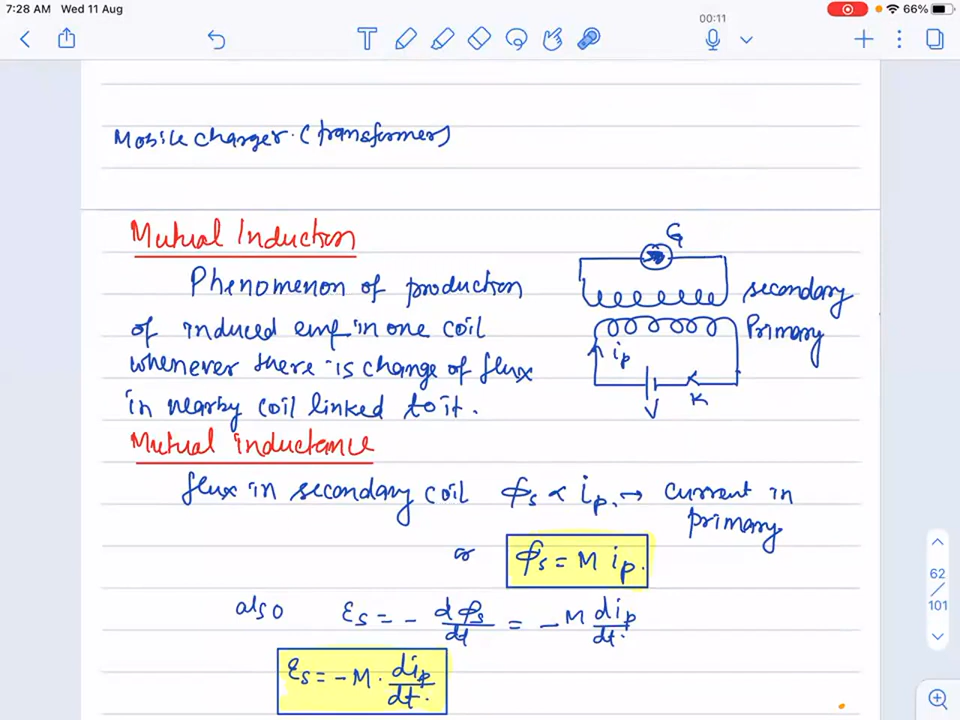 7:28 AM Wed 11 Aug
66%
00:11
Mobile charger. (transformers)
Mutual Induction
Phenomenon of production
of induced emf in one coil
whenever there is change of flux
in nearby coil linked to it.
G
secondary
Primary
ip
V
K
Mutual inductance
flux in secondary coil ϕs ∝ ip. → current in
primary
or ϕs = M ip.
also εs = - dϕs/dt = -M dip/dt.
εs = -M. dip/dt.
62
/
101